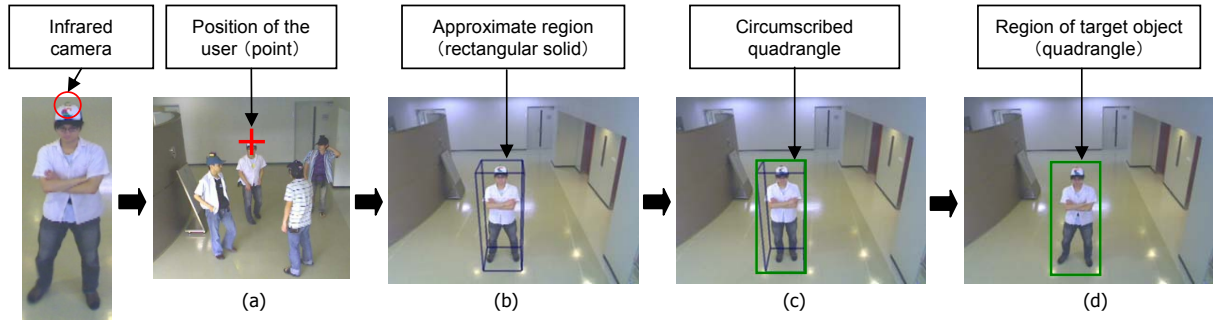 Infrared
camera
Position of the
user（point）
Approximate region
（rectangular solid）
Circumscribed
quadrangle
Region of target object
（quadrangle）
(a)
(b)
(c)
(d)